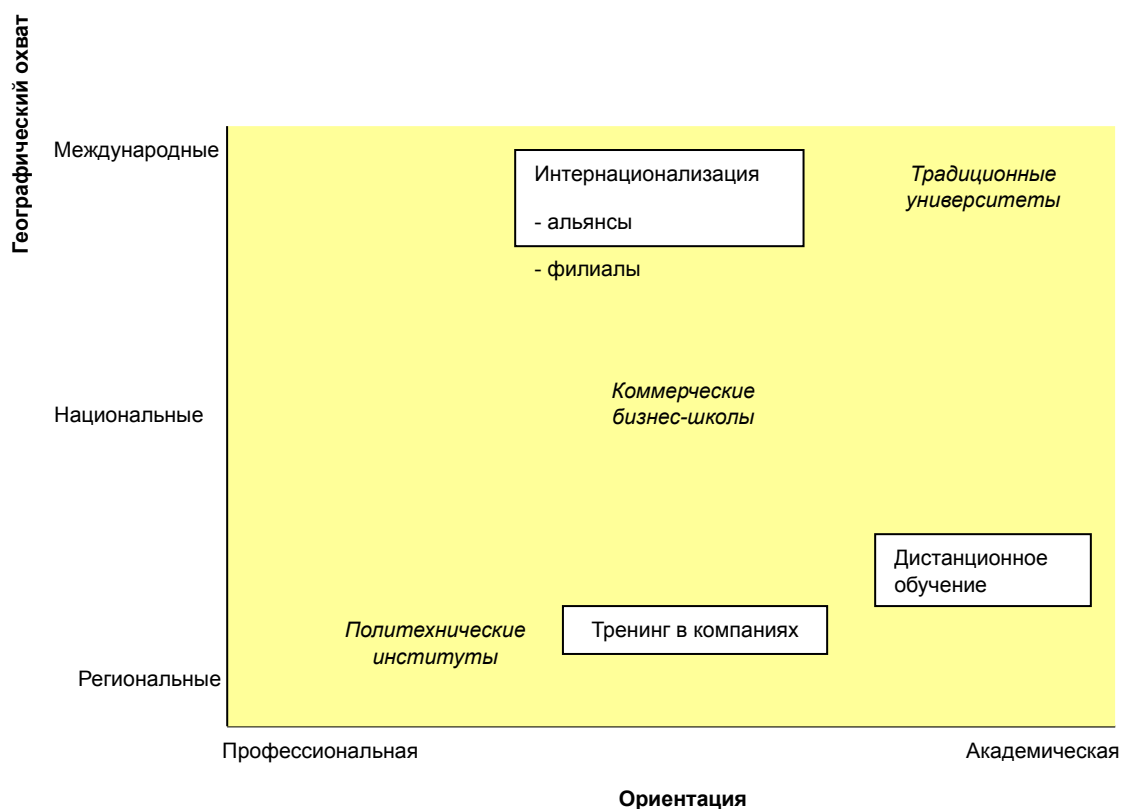 Географический охват
Международные
Интернационализация
- альянсы
- филиалы
Традиционные
университеты
Национальные
Коммерческие
бизнес-школы
Дистанционное
обучение
Политехнические
институты
Тренинг в компаниях
Региональные
Профессиональная
Академическая
Ориентация